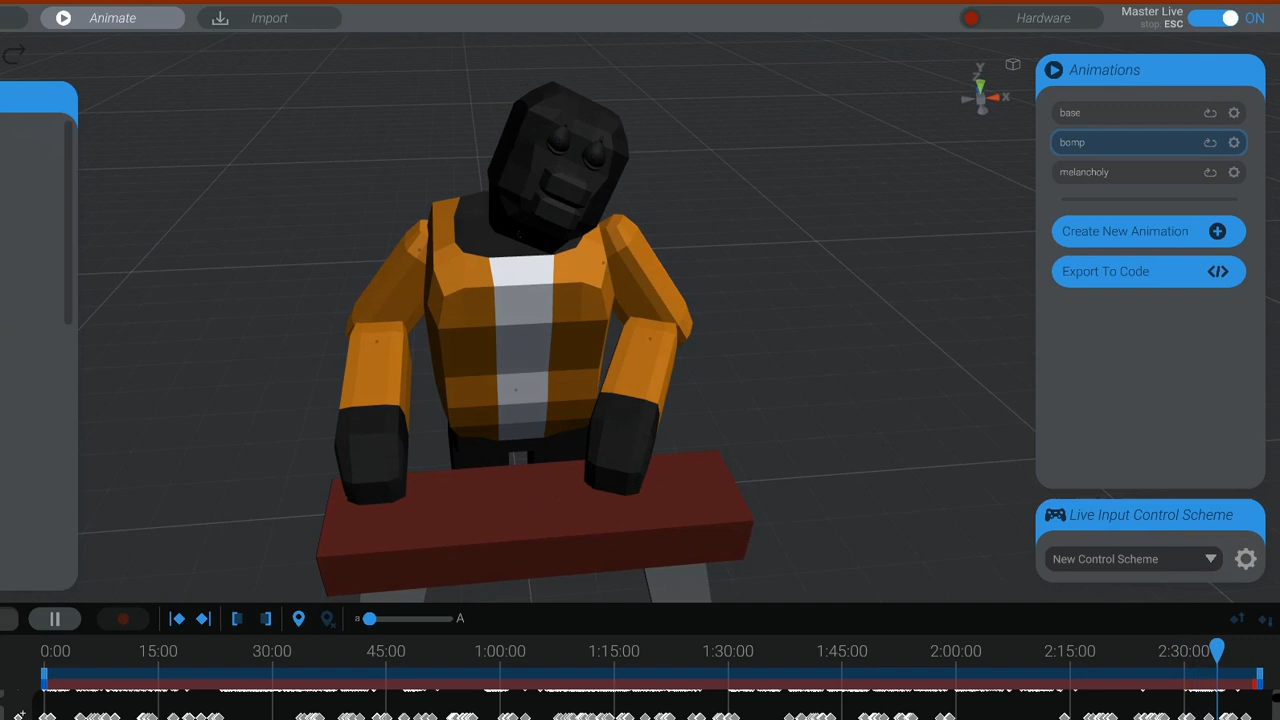 Animate
Import
Hardware
Master Live
stop: ESC
ON
Y
Z
X
Animations
base
bomp
melancholy
Create New Animation
Export To Code </>
Live Input Control Scheme
New Control Scheme
a A
0:00 15:00 30:00 45:00 1:00:00 1:15:00 1:30:00 1:45:00 2:00:00 2:15:00 2:30:00